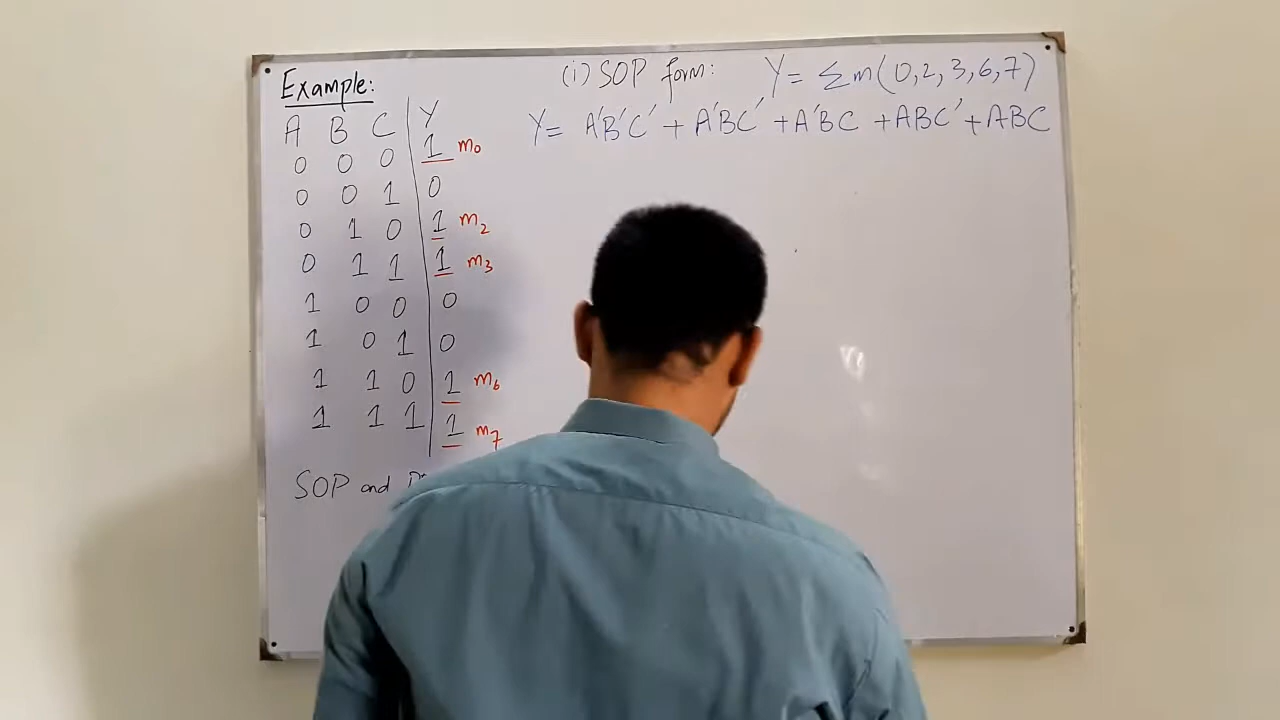 Example:
A B C Y
0 0 0 1 m₀
0 0 1 0
0 1 0 1 m₂
0 1 1 1 m₃
1 0 0 0
1 0 1 0
1 1 0 1 m₆
1 1 1 1 m₇
SOP and
(i) SOP form: Y = Σm(0,2,3,6,7)
Y = A'B'C' + A'BC' + A'BC + ABC' + ABC